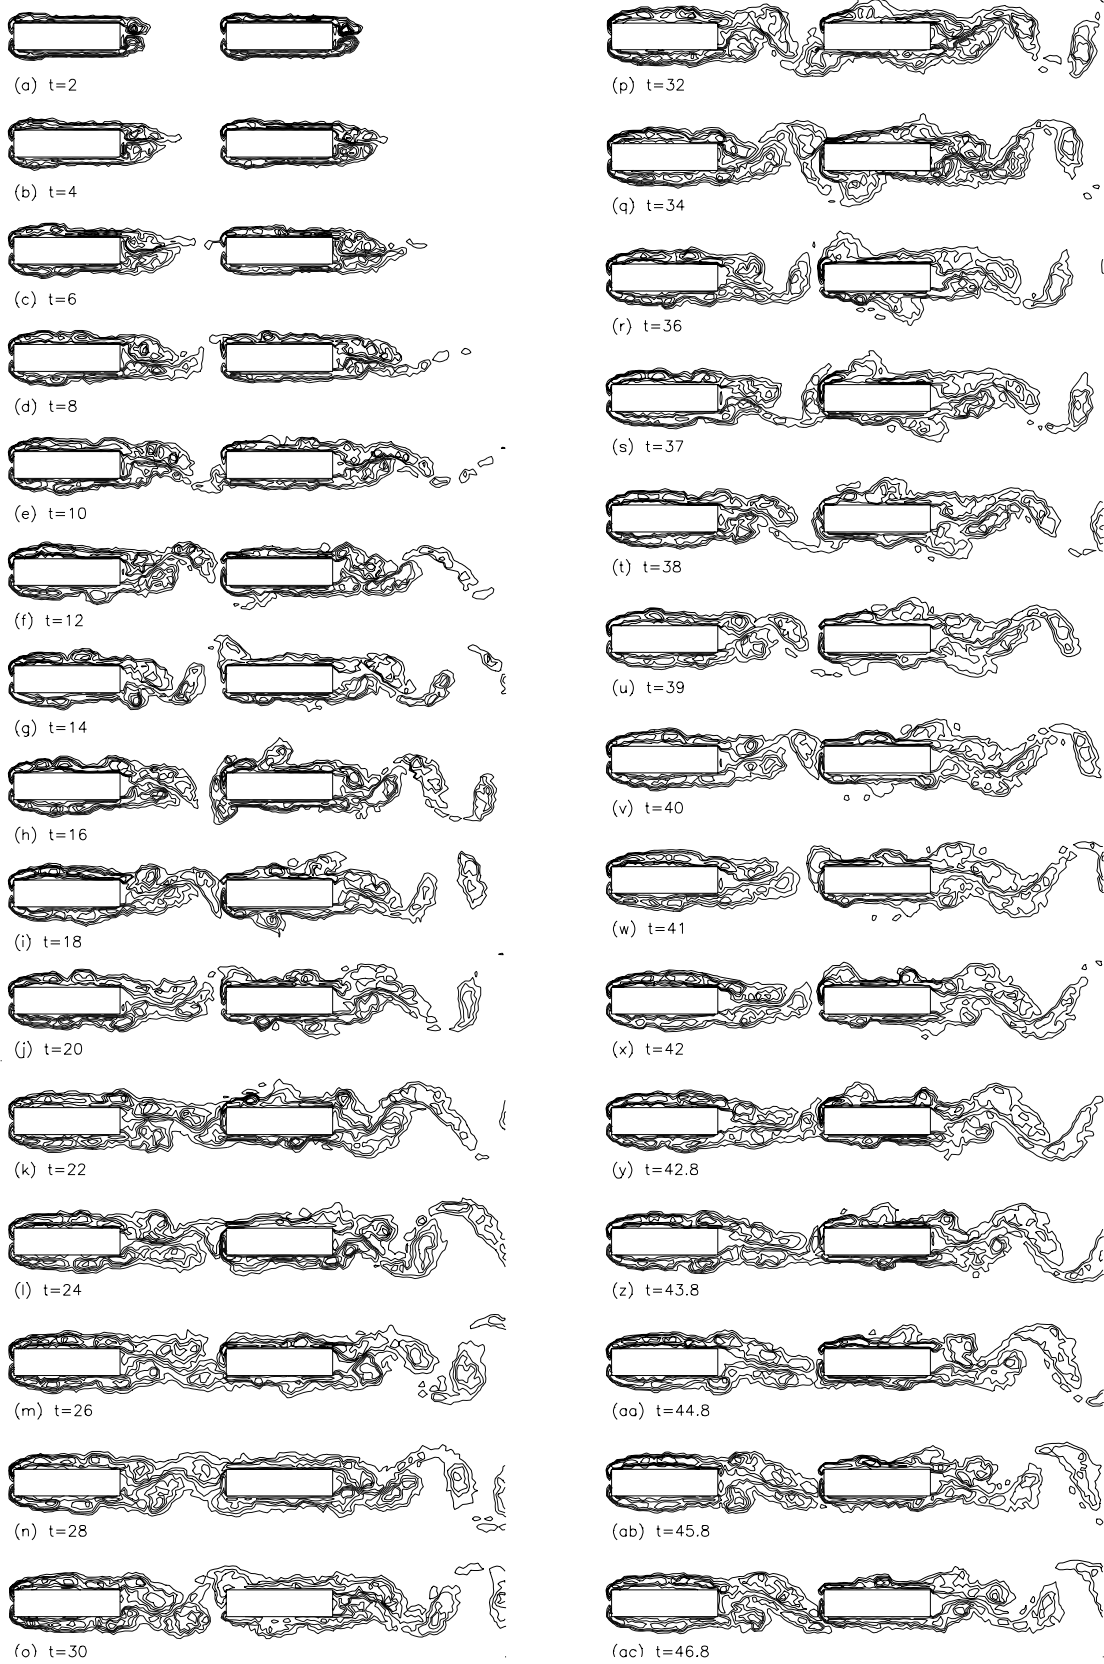 (a) t=2
(b) t=4
(c) t=6
(d) t=8
(e) t=10
(f) t=12
(g) t=14
(h) t=16
(i) t=18
(j) t=20
(k) t=22
(l) t=24
(m) t=26
(n) t=28
(o) t=30
(p) t=32
(q) t=34
(r) t=36
(s) t=37
(t) t=38
(u) t=39
(v) t=40
(w) t=41
(x) t=42
(y) t=42.8
(z) t=43.8
(aa) t=44.8
(ab) t=45.8
(ac) t=46.8